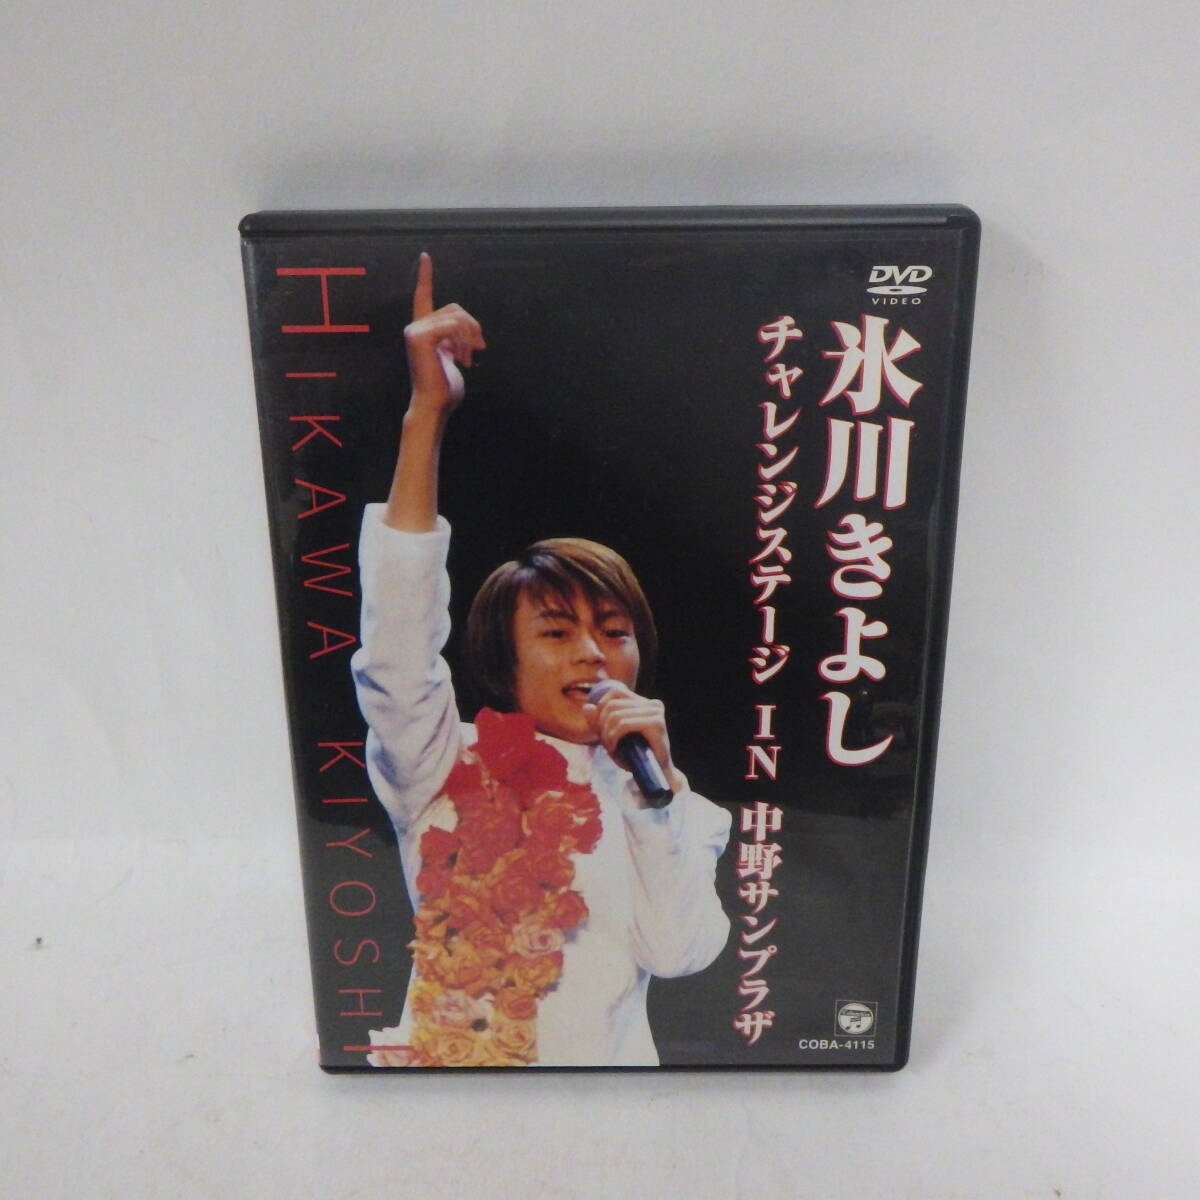 DVD
VIDEO
氷川きよし
チャレンジステージ IN 中野サンプラザ
HIKAWA KIYOSHI
COBA-4115